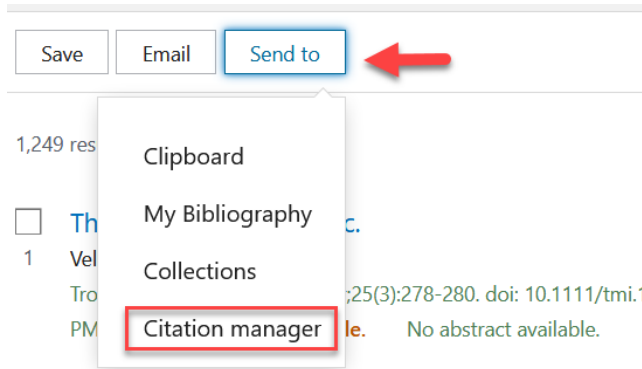 Save Email Send to
1,249 res
Clipboard
Th c.
My Bibliography
1 Vel
Collections
Tro ;25(3):278-280. doi: 10.1111/tmi.1
PM Citation manager le. No abstract available.